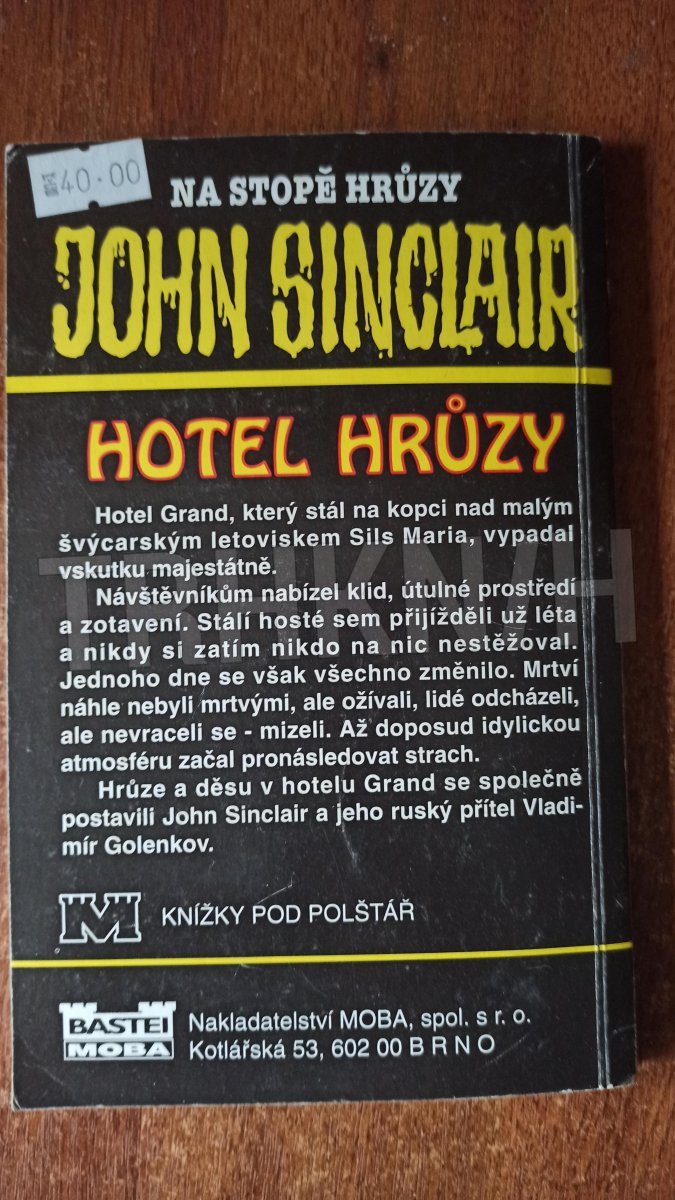 40.00
NA STOPĚ HRŮZY
JOHN SINCLAIR
HOTEL HRŮZY
Hotel Grand, který stál na kopci nad malým
švýcarským letoviskem Sils Maria, vypadal
vskutku majestátně.
Návštěvníkům nabízel klid, útulné prostředí
a zotavení. Stálí hosté sem přijížděli už léta
a nikdy si zatím nikdo na nic nestěžoval.
Jednoho dne se však všechno změnilo. Mrtví
náhle nebyli mrtvými, ale ožívali, lidé odcházeli,
ale nevraceli se - mizeli. Až doposud idylickou
atmosféru začal pronásledovat strach.
Hrůze a děsu v hotelu Grand se společně
postavili John Sinclair a jeho ruský přítel Vladi-
mír Golenkov.
M KNÍŽKY POD POLŠTÁŘ
BASTEI
MOBA
Nakladatelství MOBA, spol. s r. o.
Kotlářská 53, 602 00 BRNO